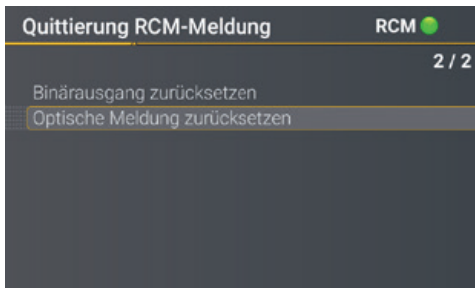 Quittierung RCM-Meldung RCM
2 / 2
Binärausgang zurücksetzen
Optische Meldung zurücksetzen